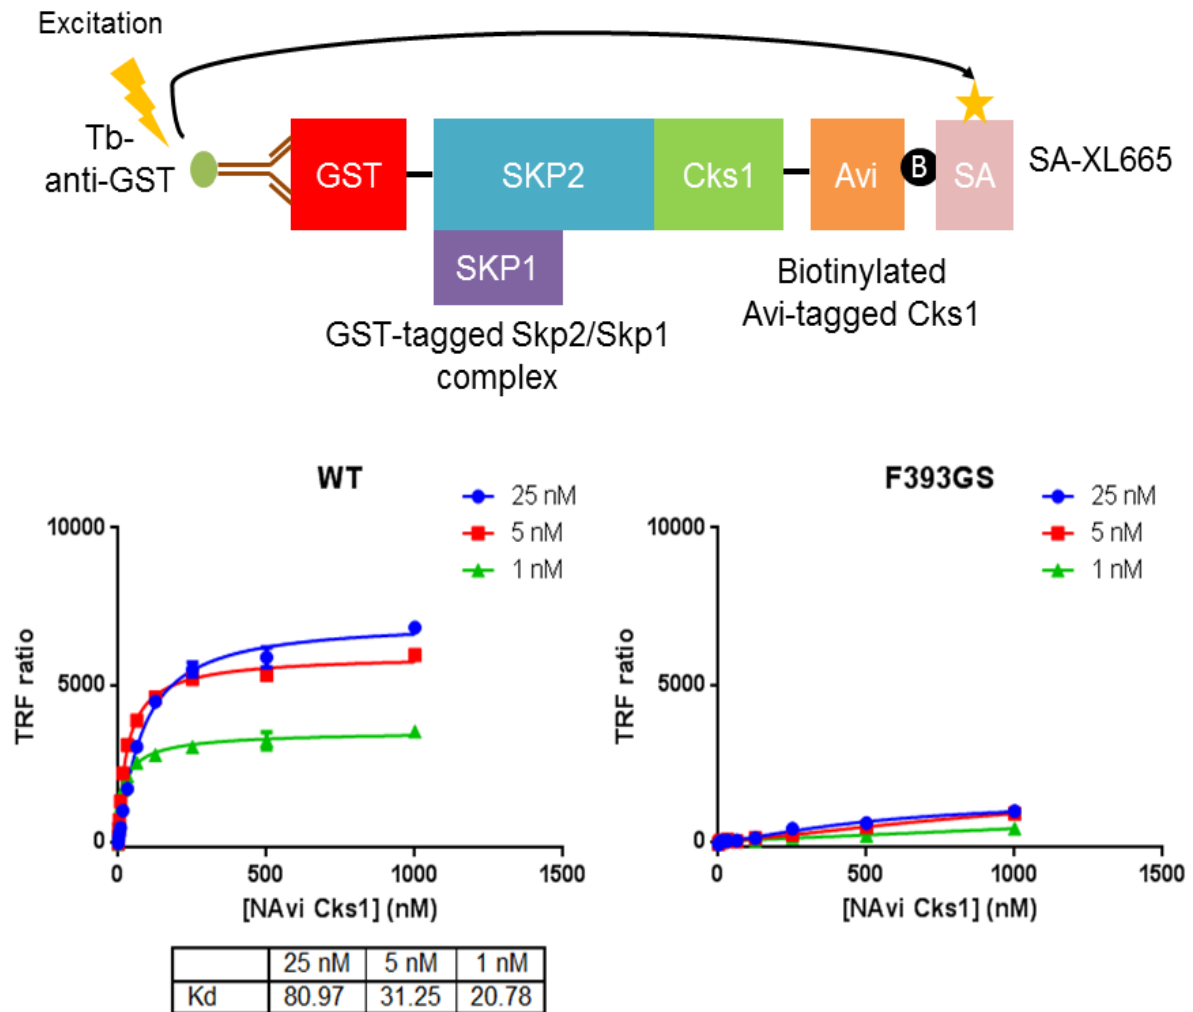 Excitation
Tb-
anti-GST
GST
SKP2
Cks1
Avi
B
SA
SA-XL665
SKP1
GST-tagged Skp2/Skp1
complex
Biotinylated
Avi-tagged Cks1
WT
25 nM
5 nM
1 nM
10000
5000
0
TRF ratio
0 500 1000 1500
[NAvi Cks1] (nM)
F393GS
25 nM
5 nM
1 nM
10000
5000
0
TRF ratio
0 500 1000 1500
[NAvi Cks1] (nM)
25 nM 5 nM 1 nM
Kd 80.97 31.25 20.78